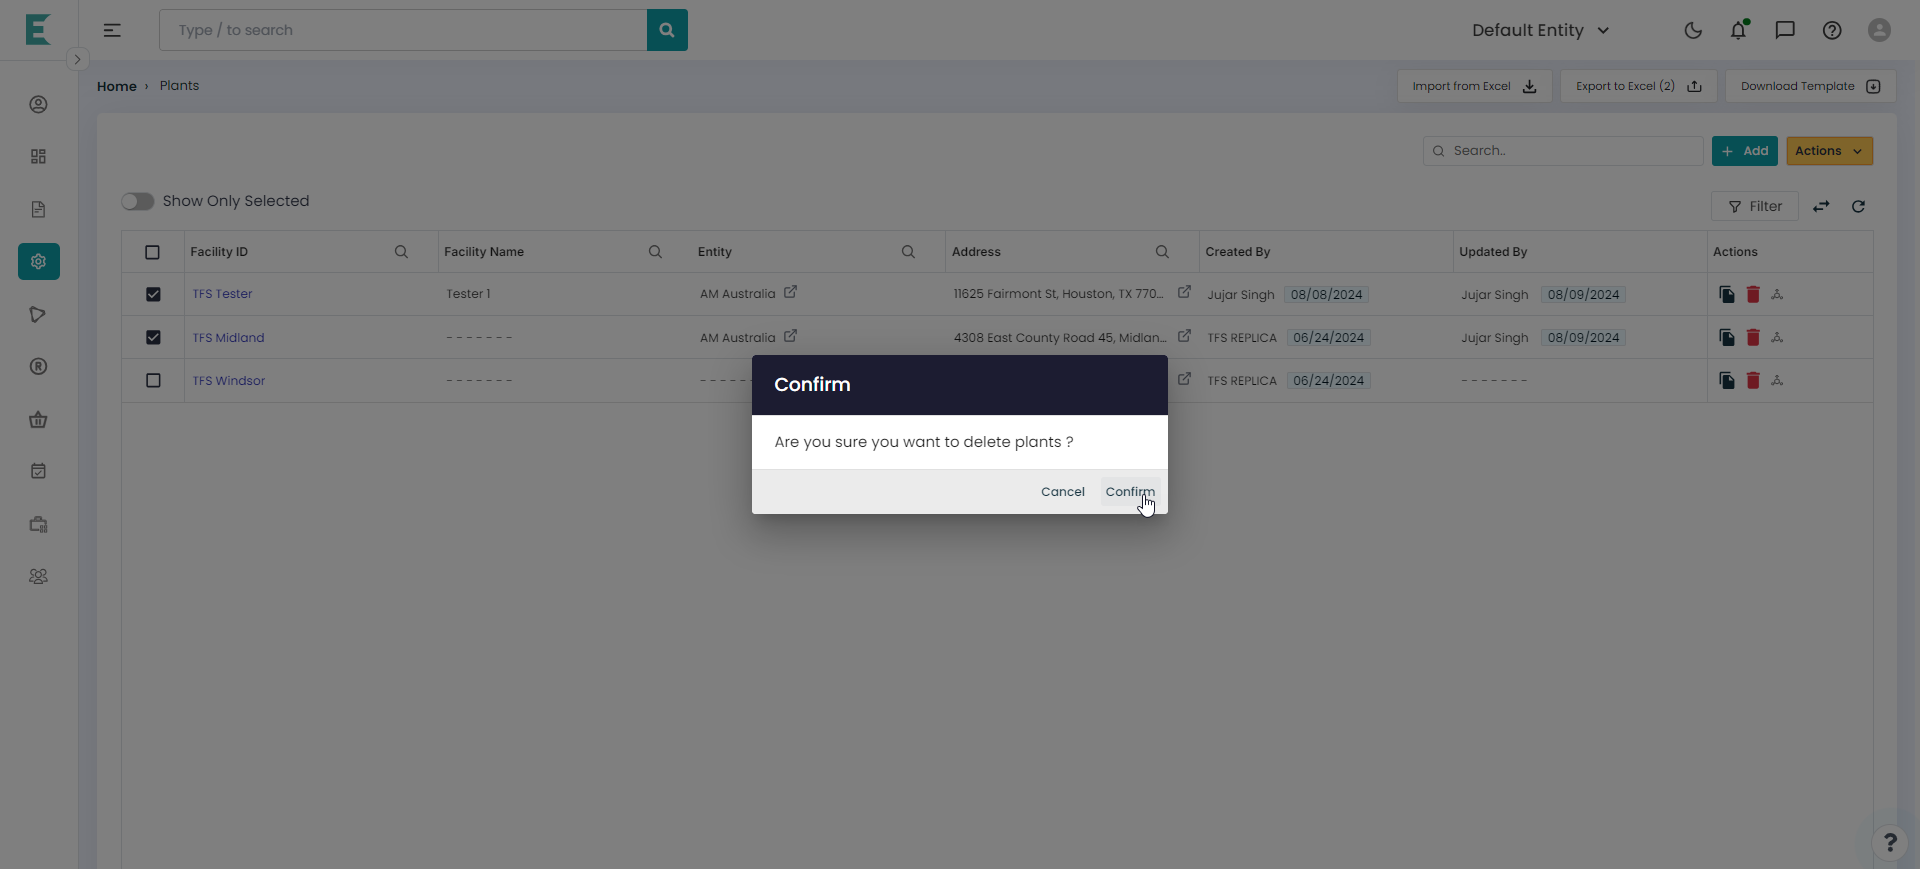 Type / to search
Default Entity
Home › Plants
Import from Excel
Export to Excel (2)
Download Template
Search..
+ Add
Actions
Show Only Selected
Filter
Facility ID Facility Name Entity Address Created By Updated By Actions
TFS Tester Tester 1 AM Australia 11625 Fairmont St, Houston, TX 770... Jujar Singh 08/08/2024 Jujar Singh 08/09/2024
TFS Midland - - - - - - - AM Australia 4308 East County Road 45, Midlan... TFS REPLICA 06/24/2024 Jujar Singh 08/09/2024
TFS Windsor - - - - - - - - - - - - TFS REPLICA 06/24/2024 - - - - - - -
Confirm
Are you sure you want to delete plants ?
Cancel Confirm
?